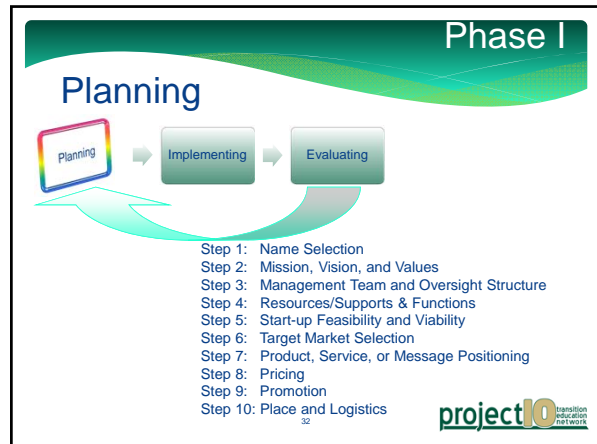 Phase I
Planning
Planning
Implementing
Evaluating
Step 1: Name Selection
Step 2: Mission, Vision, and Values
Step 3: Management Team and Oversight Structure
Step 4: Resources/Supports & Functions
Step 5: Start-up Feasibility and Viability
Step 6: Target Market Selection
Step 7: Product, Service, or Message Positioning
Step 8: Pricing
Step 9: Promotion
Step 10: Place and Logistics
32
project10 transition
education
network